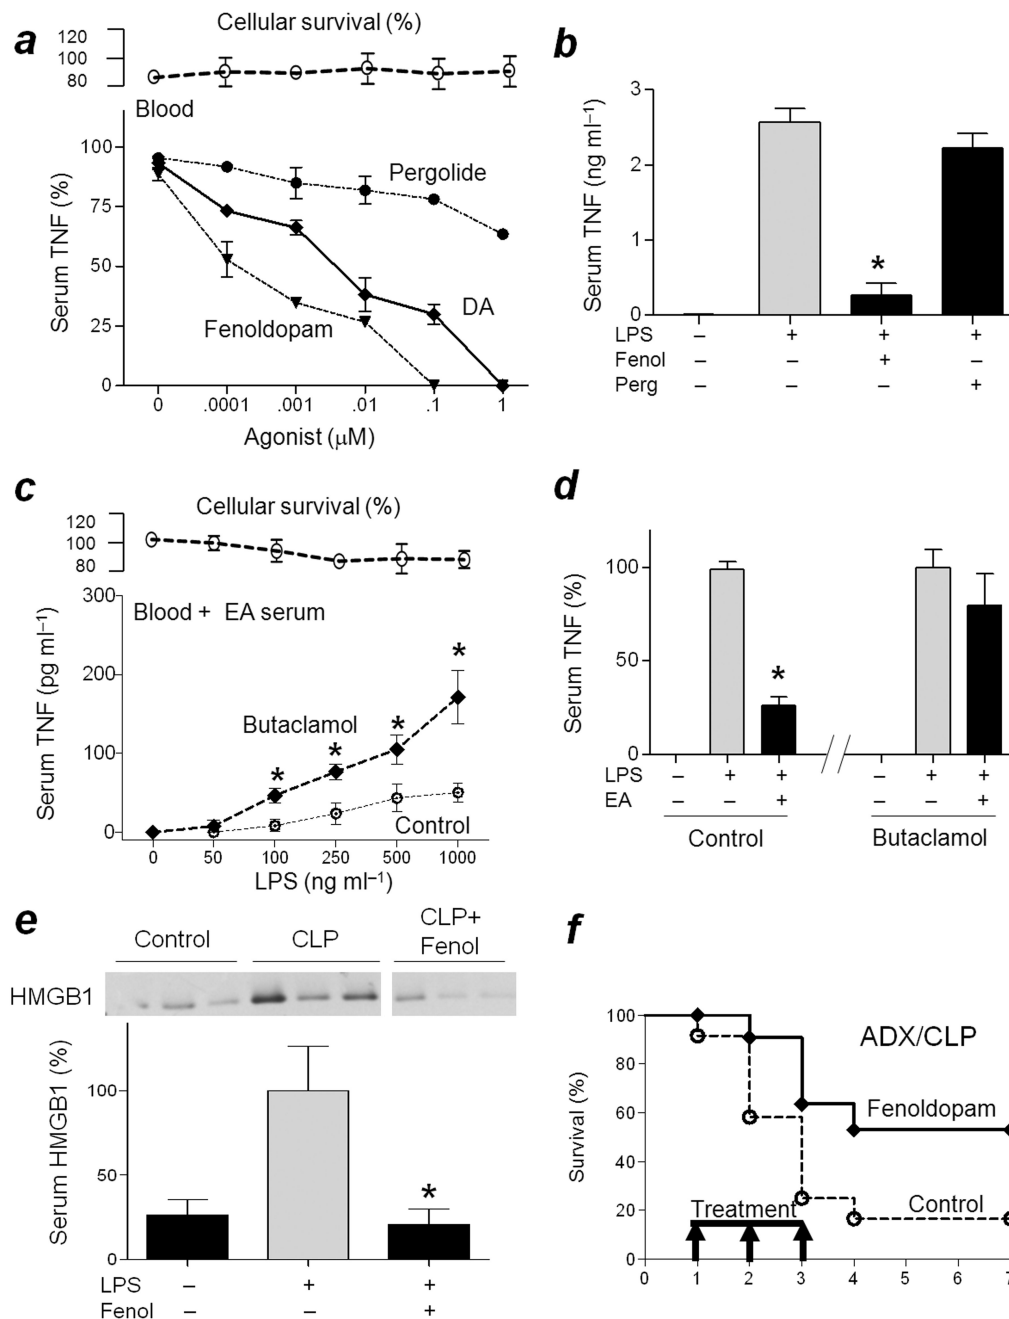 a
Cellular survival (%)
120
100
80
Blood
Serum TNF (%)
100
75
50
25
0
Pergolide
DA
Fenoldopam
0 .0001 .001 .01 .1 1
Agonist (μM)
b
Serum TNF (ng ml⁻¹)
3
2
1
0
*
LPS – + + +
Fenol – – + –
Perg – – – +
c
Cellular survival (%)
120
100
80
Blood + EA serum
Serum TNF (pg ml⁻¹)
300
200
100
0
Butaclamol
* * * *
Control
0 50 100 250 500 1000
LPS (ng ml⁻¹)
d
Serum TNF (%)
100
50
0
*
LPS – + + // – + +
EA – – + – – +
Control Butaclamol
e
Control CLP CLP+
Fenol
HMGB1
Serum HMGB1 (%)
100
50
0
*
LPS – + +
Fenol – – +
f
Survival (%)
100
80
60
40
20
0
ADX/CLP
Fenoldopam
Control
Treatment
0 1 2 3 4 5 6 7